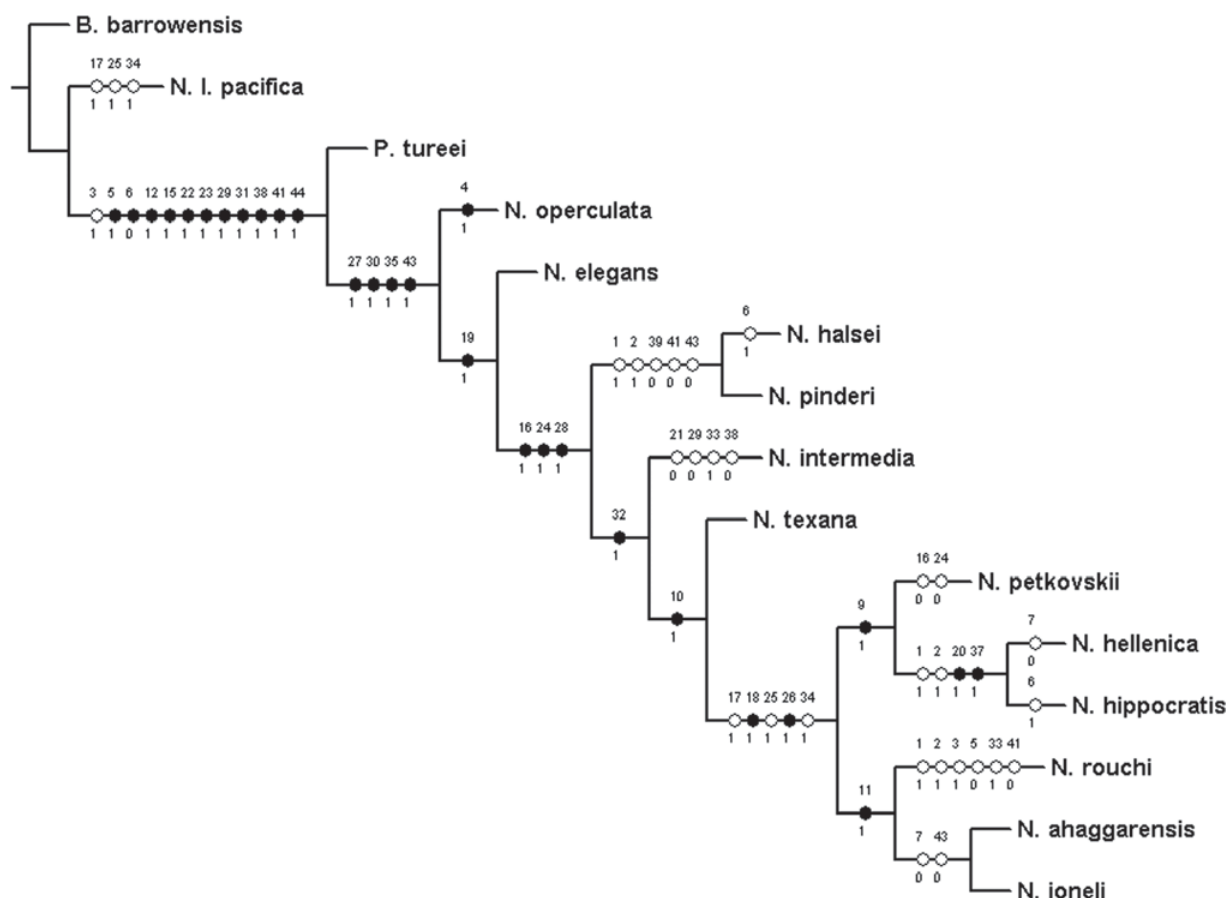 B. barrowensis
17 25 34
N. l. pacifica
1 1 1
P. tureei
3 5 6 12 15 22 23 29 31 38 41 44
1 1 0 1 1 1 1 1 1 1 1 1
4
N. operculata
1
27 30 35 43
1 1 1 1
N. elegans
19
1
6
N. halsei
1
1 2 39 41 43
1 1 0 0 0
N. pinderi
16 24 28
1 1 1
21 29 33 38
N. intermedia
0 0 1 0
32
1
N. texana
10
1
16 24
N. petkovskii
0 0
9
1
7
N. hellenica
0
1 2 20 37
1 1 1 1
6
N. hippocratis
1
17 18 25 26 34
1 1 1 1 1
1 2 3 5 33 41
N. rouchi
1 1 1 0 1 0
11
1
N. ahaggarensis
7 43
0 0
N. ioneli